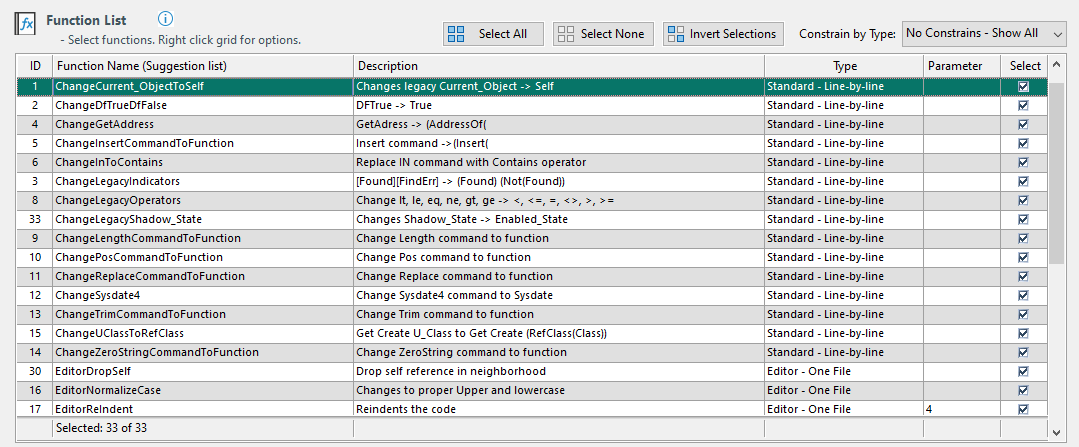 fx Function List i
- Select functions. Right click grid for options.
Select All Select None Invert Selections Constrain by Type: No Constrains - Show All
ID Function Name (Suggestion list) Description Type Parameter Select
1 ChangeCurrent_ObjectToSelf Changes legacy Current_Object -> Self Standard - Line-by-line
2 ChangeDfTrueDfFalse DFTrue -> True Standard - Line-by-line
4 ChangeGetAddress GetAdress -> (AddressOf( Standard - Line-by-line
5 ChangeInsertCommandToFunction Insert command ->(Insert( Standard - Line-by-line
6 ChangeInToContains Replace IN command with Contains operator Standard - Line-by-line
3 ChangeLegacyIndicators [Found][FindErr] -> (Found) (Not(Found)) Standard - Line-by-line
8 ChangeLegacyOperators Change lt, le, eq, ne, gt, ge -> <, <=, =, <>, >, >= Standard - Line-by-line
33 ChangeLegacyShadow_State Changes Shadow_State -> Enabled_State Standard - Line-by-line
9 ChangeLengthCommandToFunction Change Length command to function Standard - Line-by-line
10 ChangePosCommandToFunction Change Pos command to function Standard - Line-by-line
11 ChangeReplaceCommandToFunction Change Replace command to function Standard - Line-by-line
12 ChangeSysdate4 Change Sysdate4 command to Sysdate Standard - Line-by-line
13 ChangeTrimCommandToFunction Change Trim command to function Standard - Line-by-line
15 ChangeUClassToRefClass Get Create U_Class to Get Create (RefClass(Class)) Standard - Line-by-line
14 ChangeZeroStringCommandToFunction Change ZeroString command to function Standard - Line-by-line
30 EditorDropSelf Drop self reference in neighborhood Editor - One File
16 EditorNormalizeCase Changes to proper Upper and lowercase Editor - One File
17 EditorReIndent Reindents the code Editor - One File 4
Selected: 33 of 33